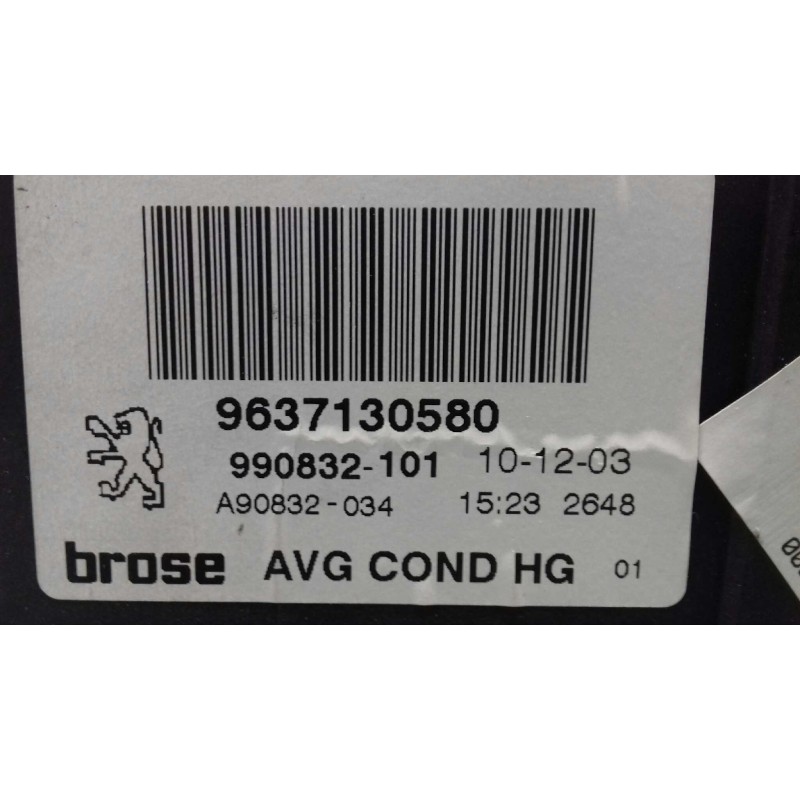 9637130580
990832-101 10-12-03
A90832-034 15:23 2648
brose AVG COND HG 01